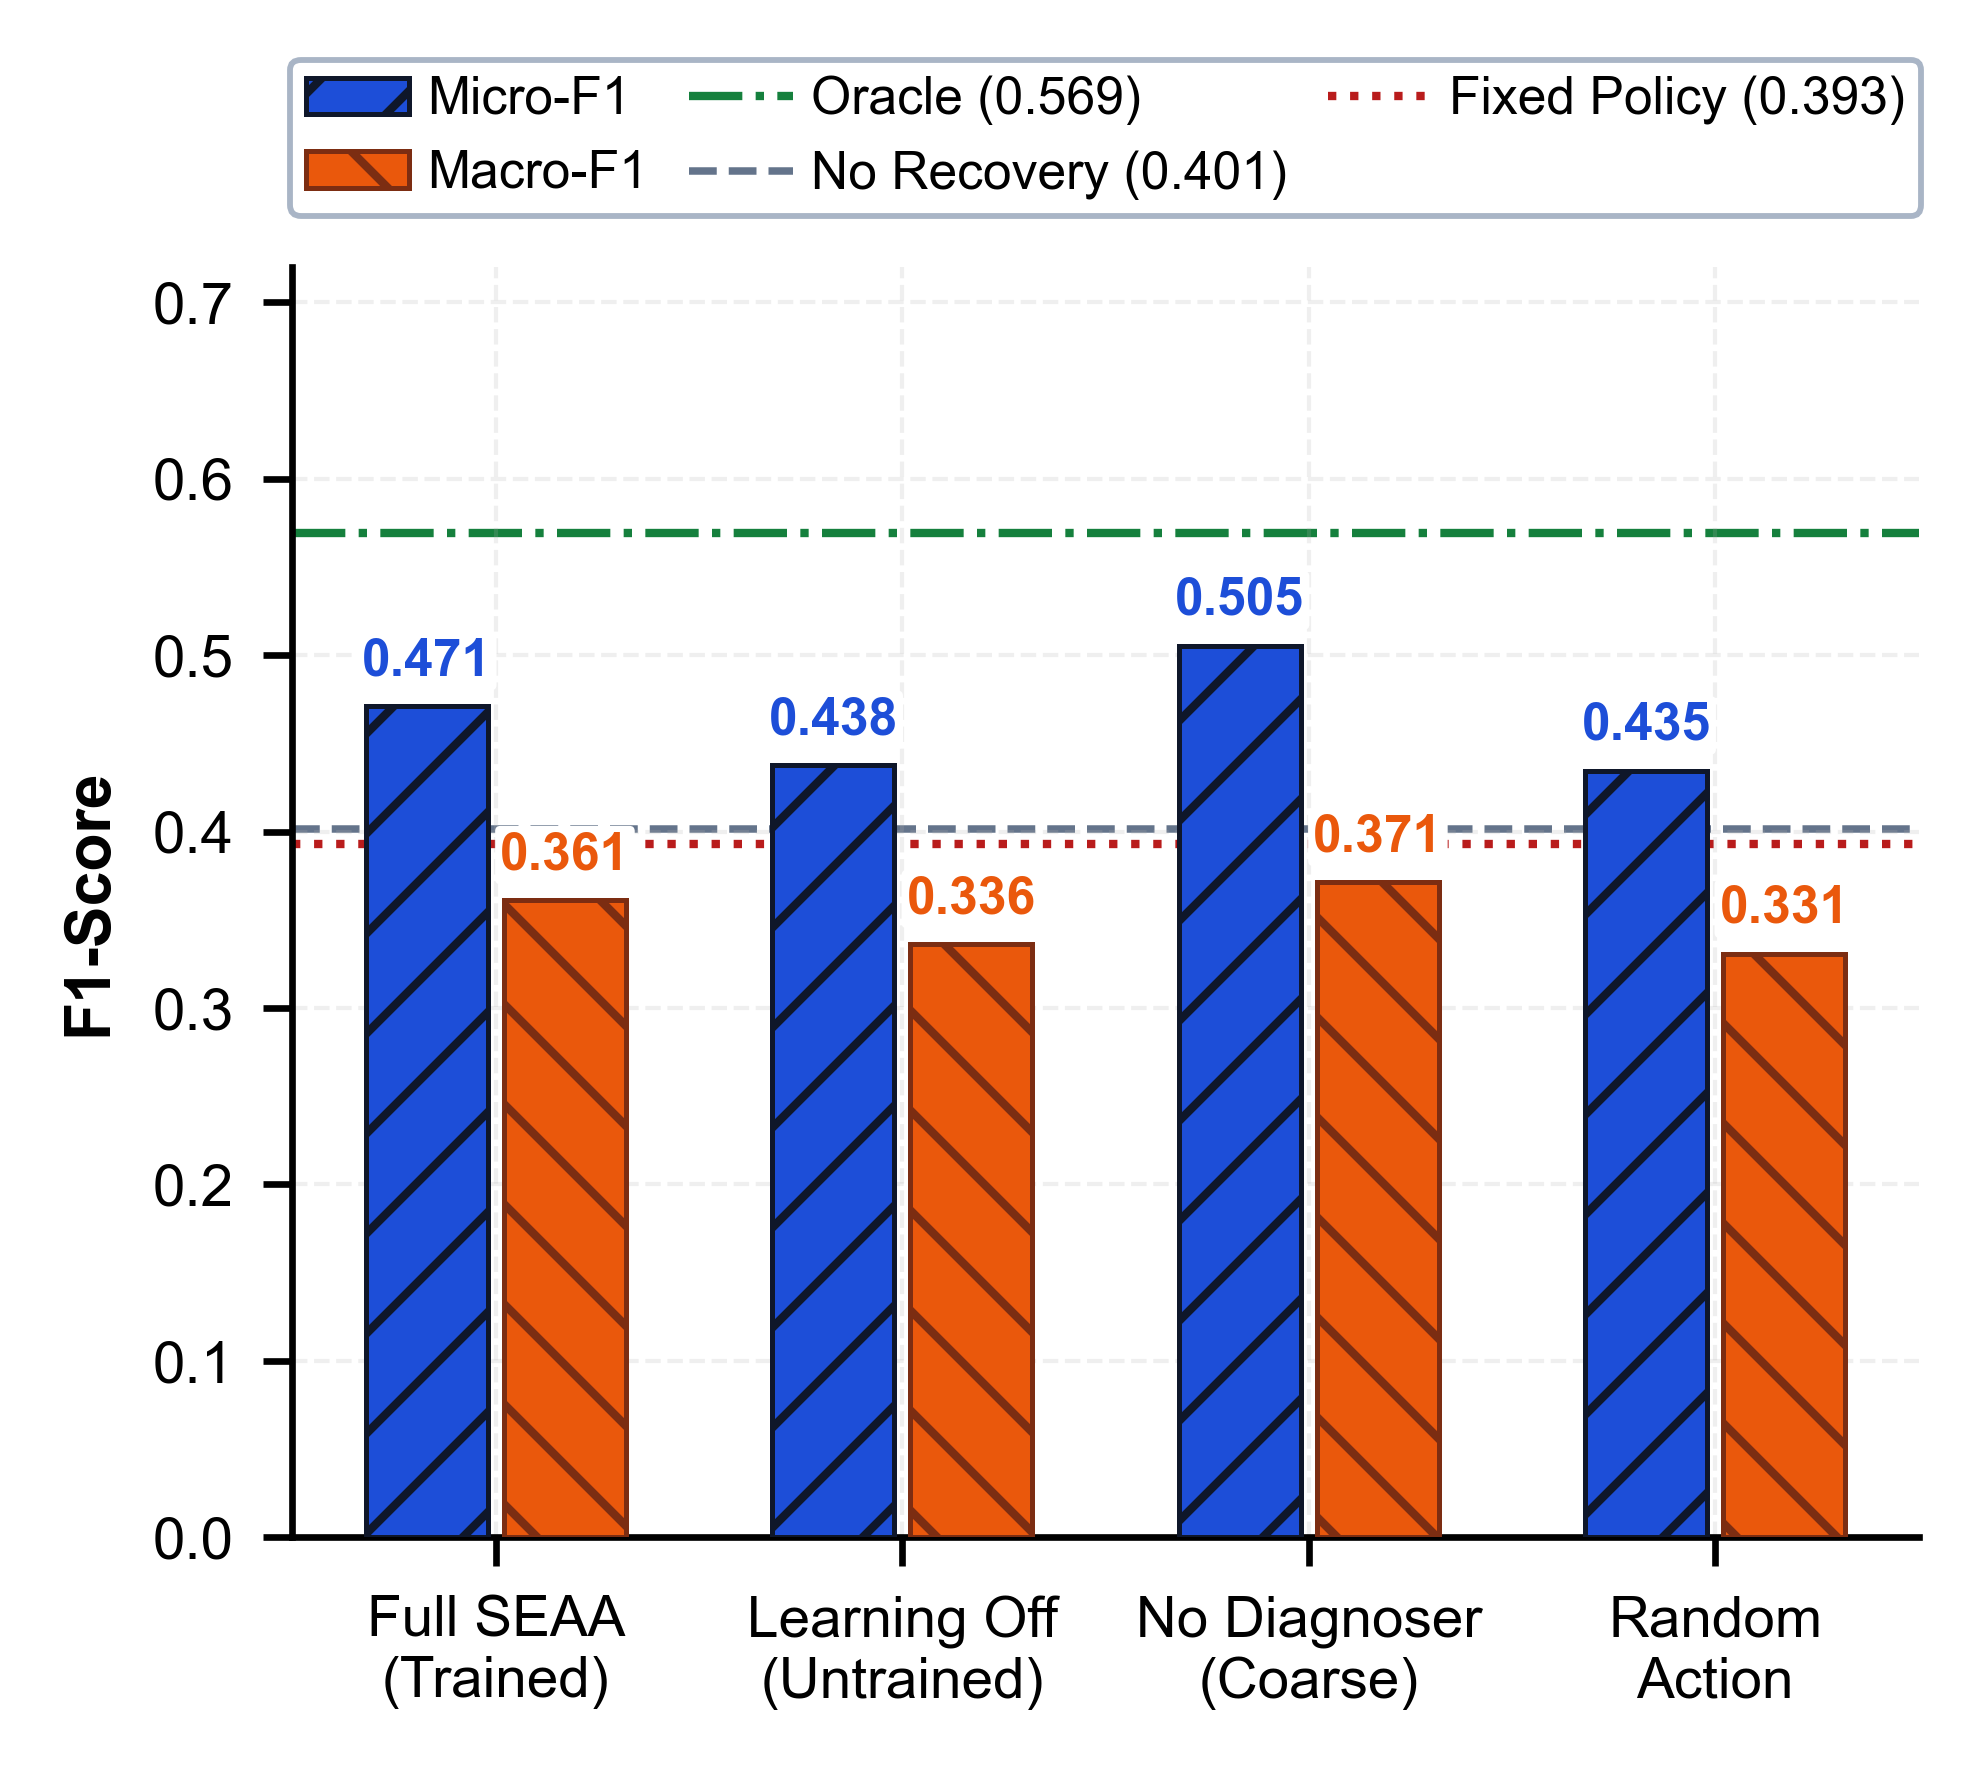 Micro-F1
Macro-F1
Oracle (0.569)
No Recovery (0.401)
Fixed Policy (0.393)
F1-Score
0.7
0.6
0.5
0.4
0.3
0.2
0.1
0.0
0.471
0.361
0.438
0.336
0.505
0.371
0.435
0.331
Full SEAA
(Trained)
Learning Off
(Untrained)
No Diagnoser
(Coarse)
Random
Action